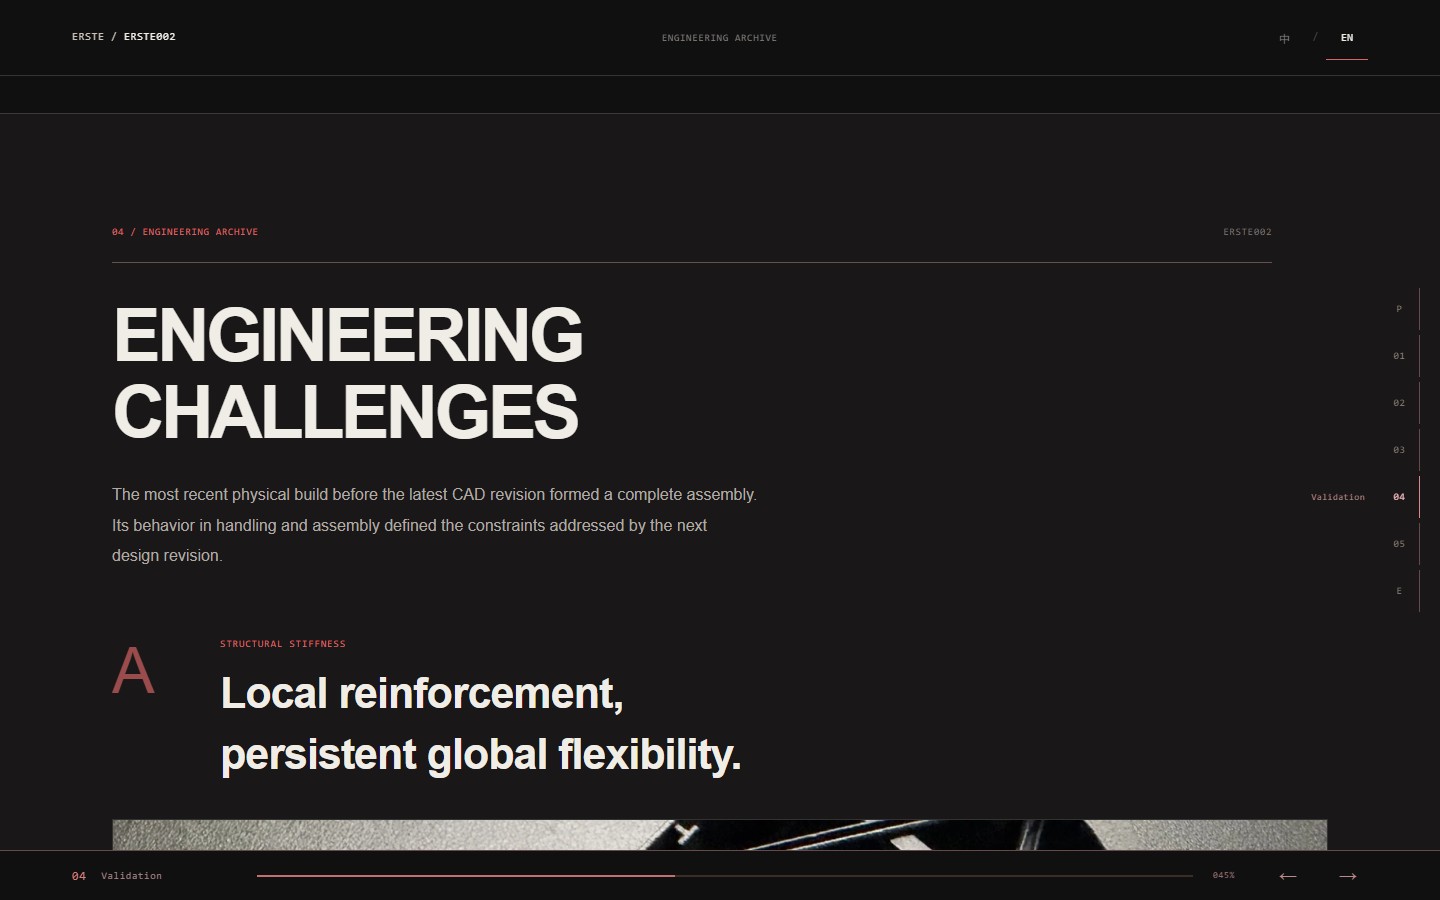 ERSTE / ERSTE002
ENGINEERING ARCHIVE
中 / EN
04 / ENGINEERING ARCHIVE
ERSTE002
ENGINEERING
CHALLENGES
The most recent physical build before the latest CAD revision formed a complete assembly.
Its behavior in handling and assembly defined the constraints addressed by the next
design revision.
P
01
02
03
Validation 04
05
E
A
STRUCTURAL STIFFNESS
Local reinforcement,
persistent global flexibility.
04 Validation
045% ← →